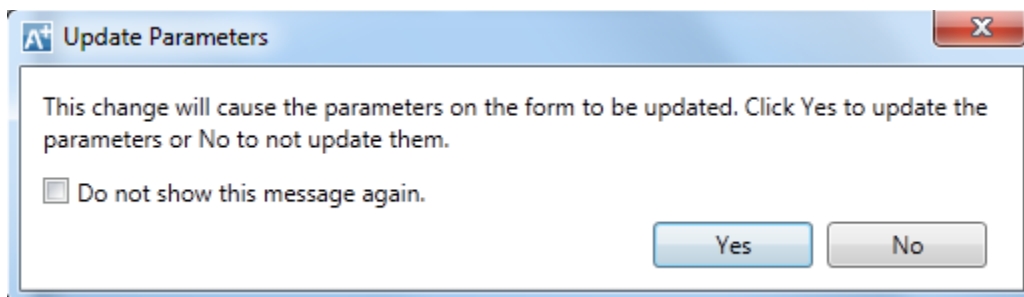 A+ Update Parameters
This change will cause the parameters on the form to be updated. Click Yes to update the
parameters or No to not update them.
Do not show this message again.
Yes No